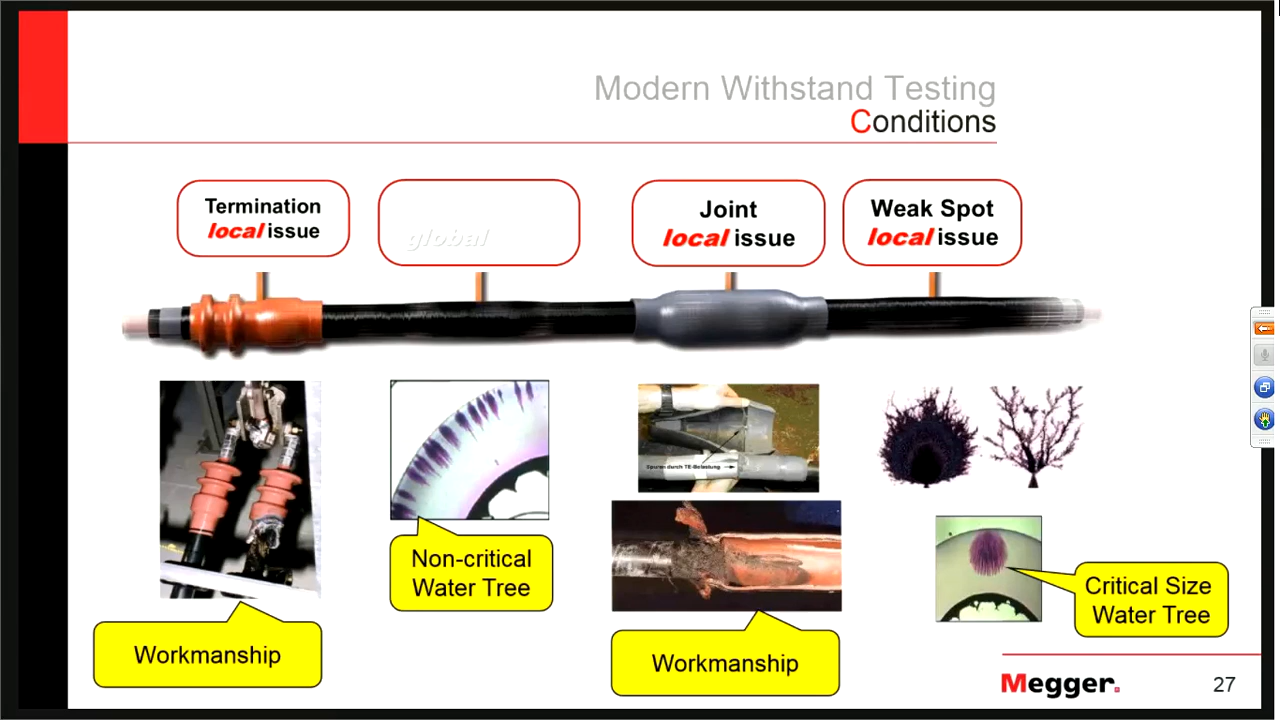 Modern Withstand Testing
Conditions
Termination
local issue
global
Joint
local issue
Weak Spot
local issue
Spuren durch TE-Belastung
Non-critical
Water Tree
Critical Size
Water Tree
Workmanship
Workmanship
Megger.
27